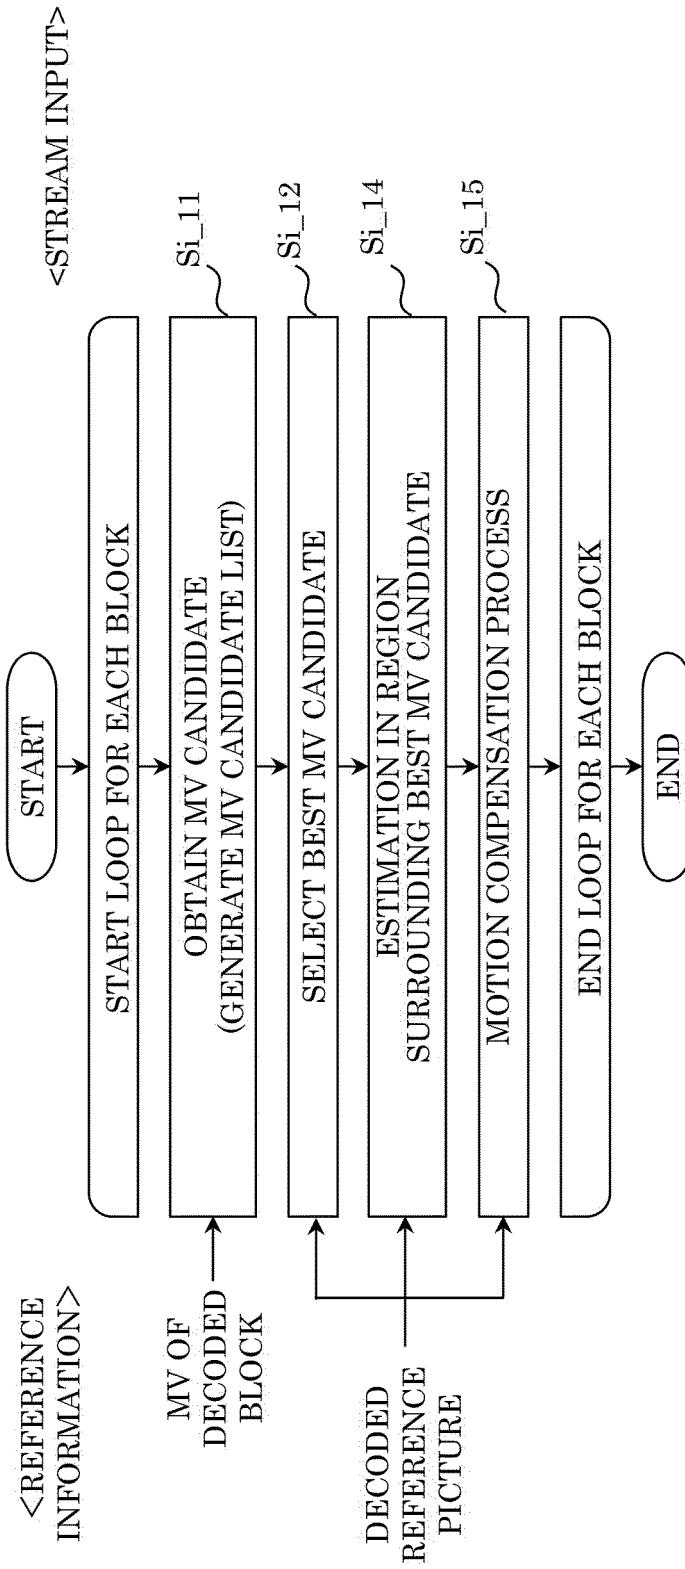 <REFERENCE
INFORMATION>
<STREAM INPUT>
START
START LOOP FOR EACH BLOCK
MV OF
DECODED
BLOCK
OBTAIN MV CANDIDATE
(GENERATE MV CANDIDATE LIST)
Si_11
SELECT BEST MV CANDIDATE
Si_12
DECODED
REFERENCE
PICTURE
ESTIMATION IN REGION
SURROUNDING BEST MV CANDIDATE
Si_14
MOTION COMPENSATION PROCESS
Si_15
END LOOP FOR EACH BLOCK
END